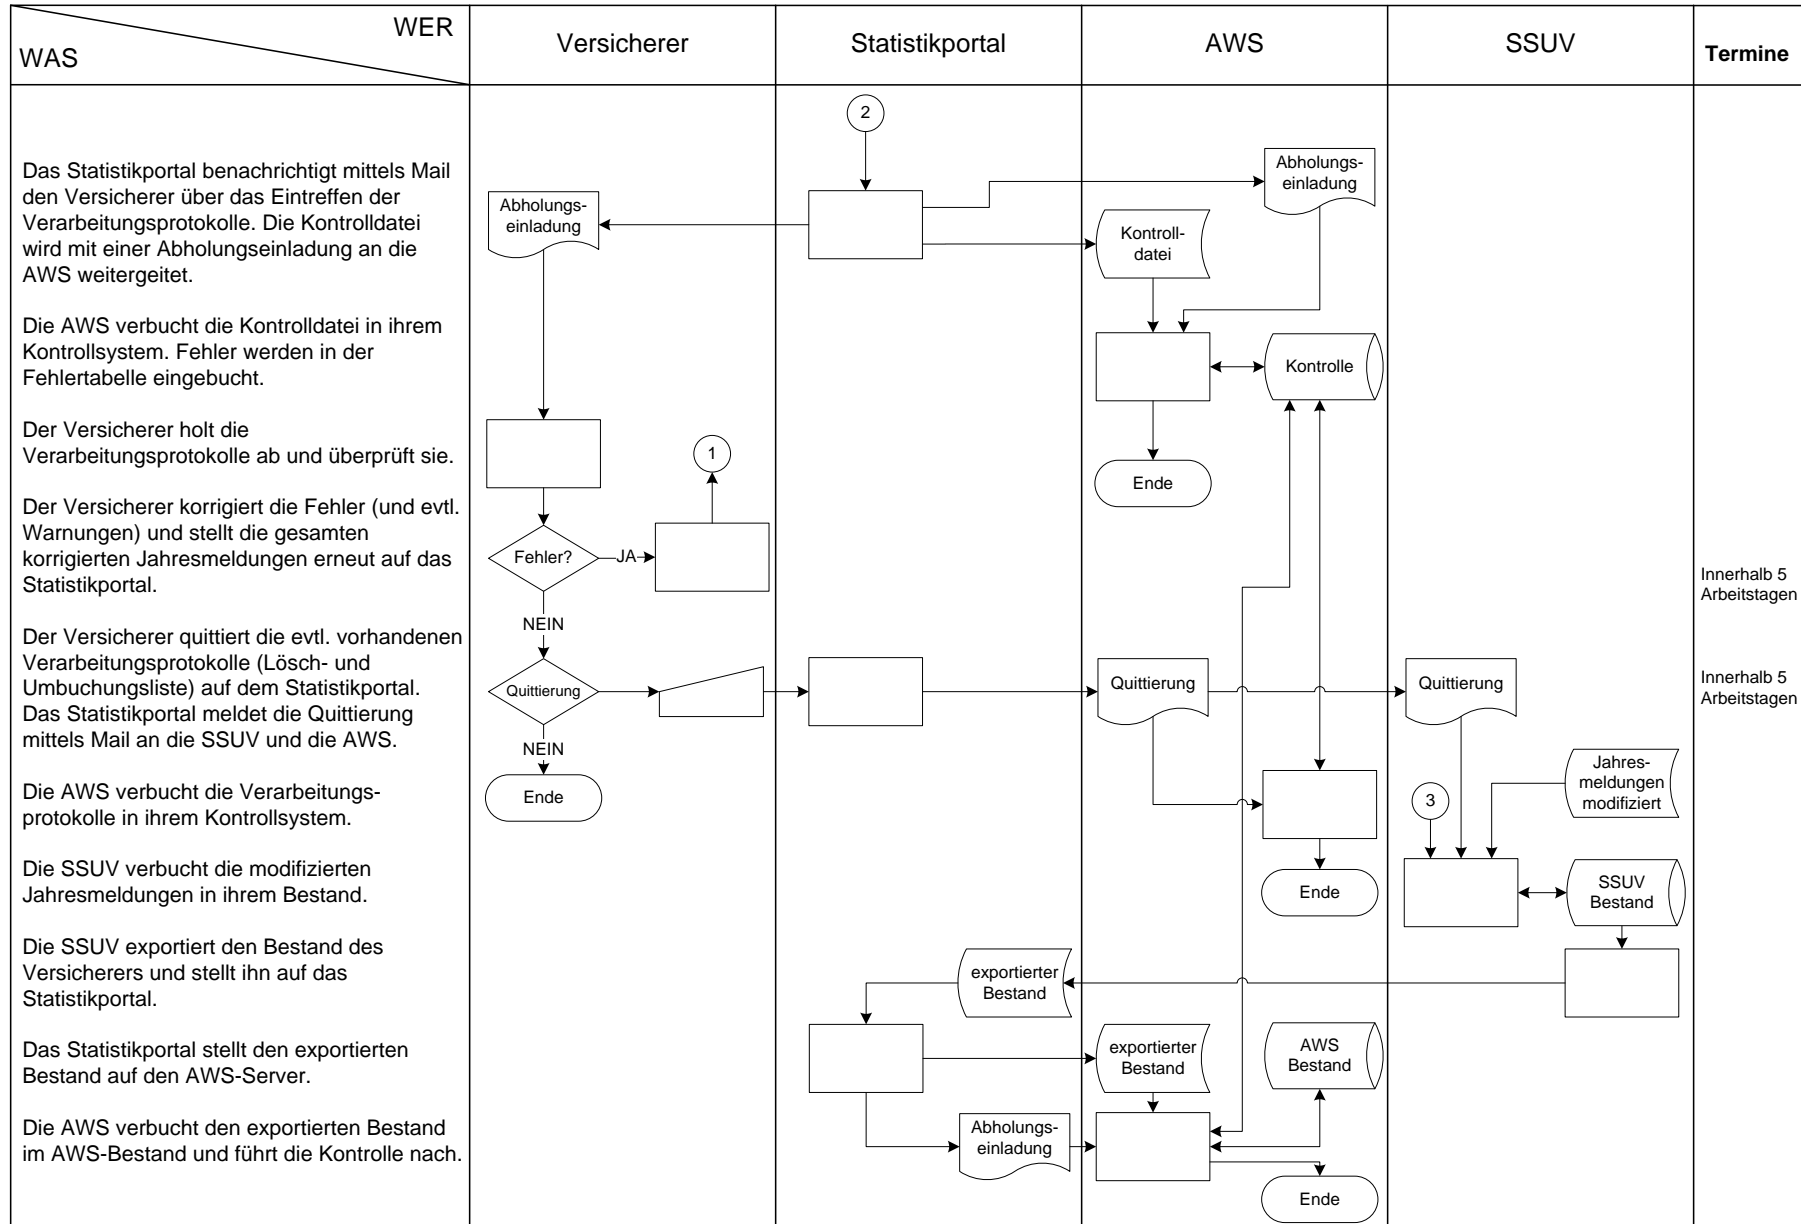 WER
WAS
Versicherer
Statistikportal
AWS
SSUV
Termine
Das Statistikportal benachrichtigt mittels Mail
den Versicherer über das Eintreffen der
Verarbeitungsprotokolle. Die Kontrolldatei
wird mit einer Abholungseinladung an die
AWS weitergeitet.
Die AWS verbucht die Kontrolldatei in ihrem
Kontrollsystem. Fehler werden in der
Fehlertabelle eingebucht.
Der Versicherer holt die
Verarbeitungsprotokolle ab und überprüft sie.
Der Versicherer korrigiert die Fehler (und evtl.
Warnungen) und stellt die gesamten
korrigierten Jahresmeldungen erneut auf das
Statistikportal.
Der Versicherer quittiert die evtl. vorhandenen
Verarbeitungsprotokolle (Lösch- und
Umbuchungsliste) auf dem Statistikportal.
Das Statistikportal meldet die Quittierung
mittels Mail an die SSUV und die AWS.
Die AWS verbucht die Verarbeitungs-
protokolle in ihrem Kontrollsystem.
Die SSUV verbucht die modifizierten
Jahresmeldungen in ihrem Bestand.
Die SSUV exportiert den Bestand des
Versicherers und stellt ihn auf das
Statistikportal.
Das Statistikportal stellt den exportierten
Bestand auf den AWS-Server.
Die AWS verbucht den exportierten Bestand
im AWS-Bestand und führt die Kontrolle nach.
2
Abholungs-
einladung
Abholungs-
einladung
Kontroll-
datei
Kontrolle
Ende
1
Fehler?
JA
NEIN
Innerhalb 5
Arbeitstagen
Quittierung
Quittierung
Quittierung
Innerhalb 5
Arbeitstagen
NEIN
Ende
3
Jahres-
meldungen
modifiziert
Ende
SSUV
Bestand
exportierter
Bestand
exportierter
Bestand
AWS
Bestand
Abholungs-
einladung
Ende